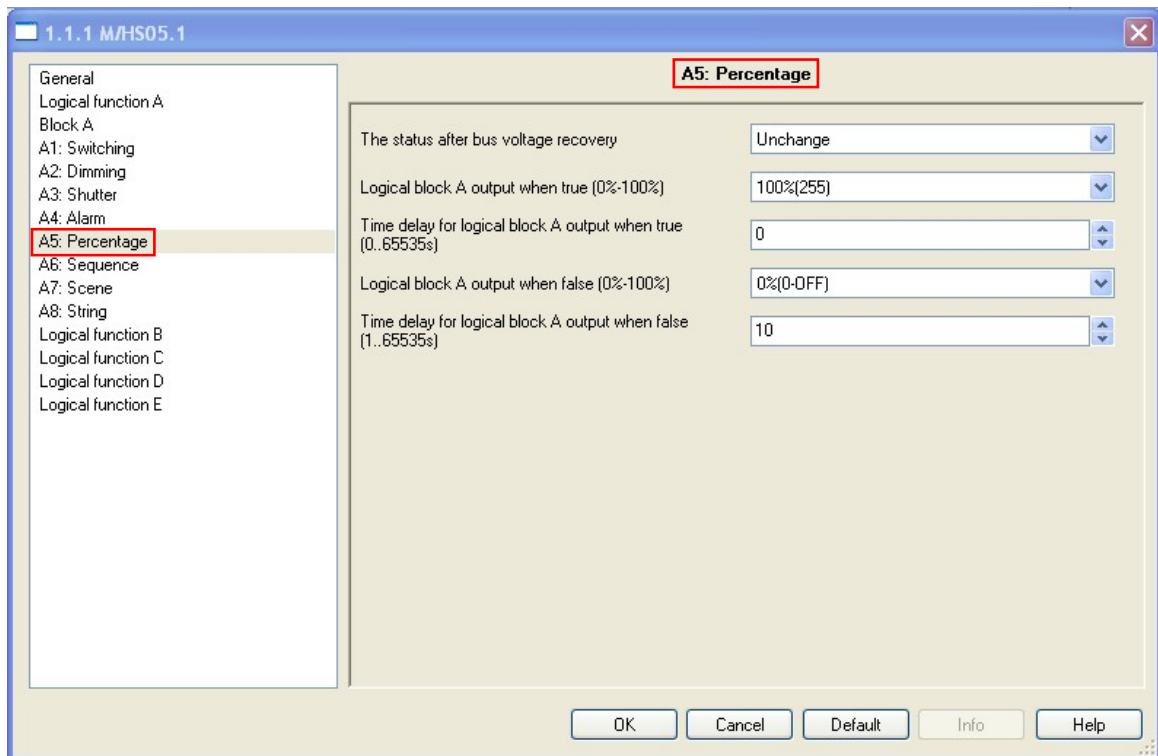 1.1.1 M/HS05.1
General
Logical function A
Block A
A1: Switching
A2: Dimming
A3: Shutter
A4: Alarm
A5: Percentage
A6: Sequence
A7: Scene
A8: String
Logical function B
Logical function C
Logical function D
Logical function E
A5: Percentage
The status after bus voltage recovery
Unchange
Logical block A output when true (0%-100%)
100%(255)
Time delay for logical block A output when true
(0..65535s)
0
Logical block A output when false (0%-100%)
0%(0-OFF)
Time delay for logical block A output when false
(1..65535s)
10
OK
Cancel
Default
Info
Help